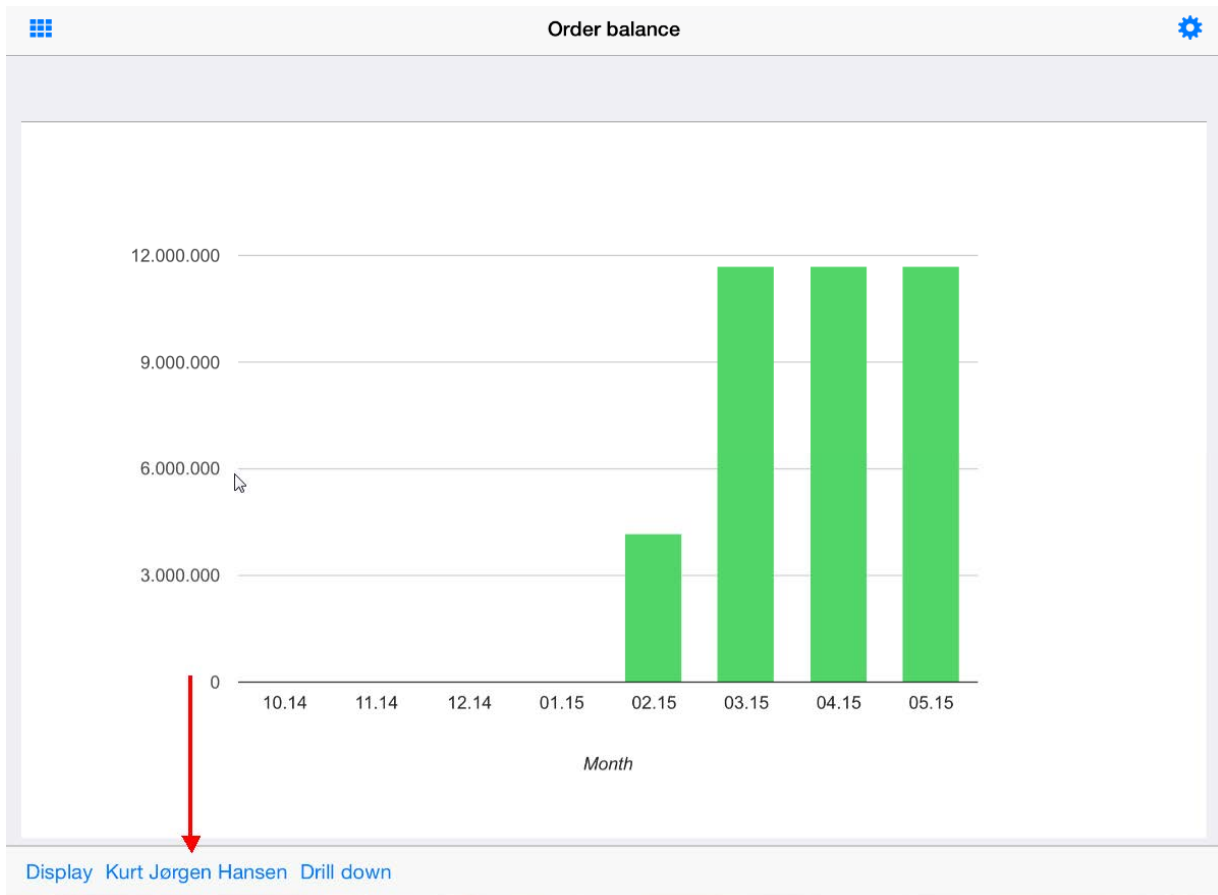 Order balance
12.000.000
9.000.000
6.000.000
3.000.000
0
10.14 11.14 12.14 01.15 02.15 03.15 04.15 05.15
Month
Display Kurt Jørgen Hansen Drill down